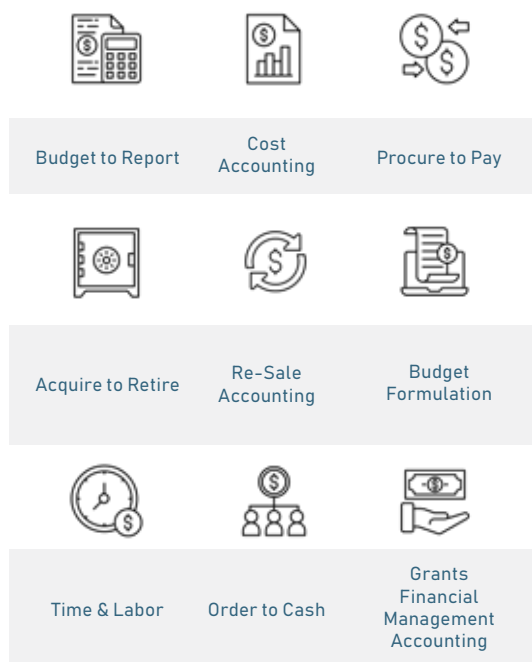 Budget to Report
Cost
Accounting
Procure to Pay
Acquire to Retire
Re-Sale
Accounting
Budget
Formulation
Time & Labor
Order to Cash
Grants
Financial
Management
Accounting